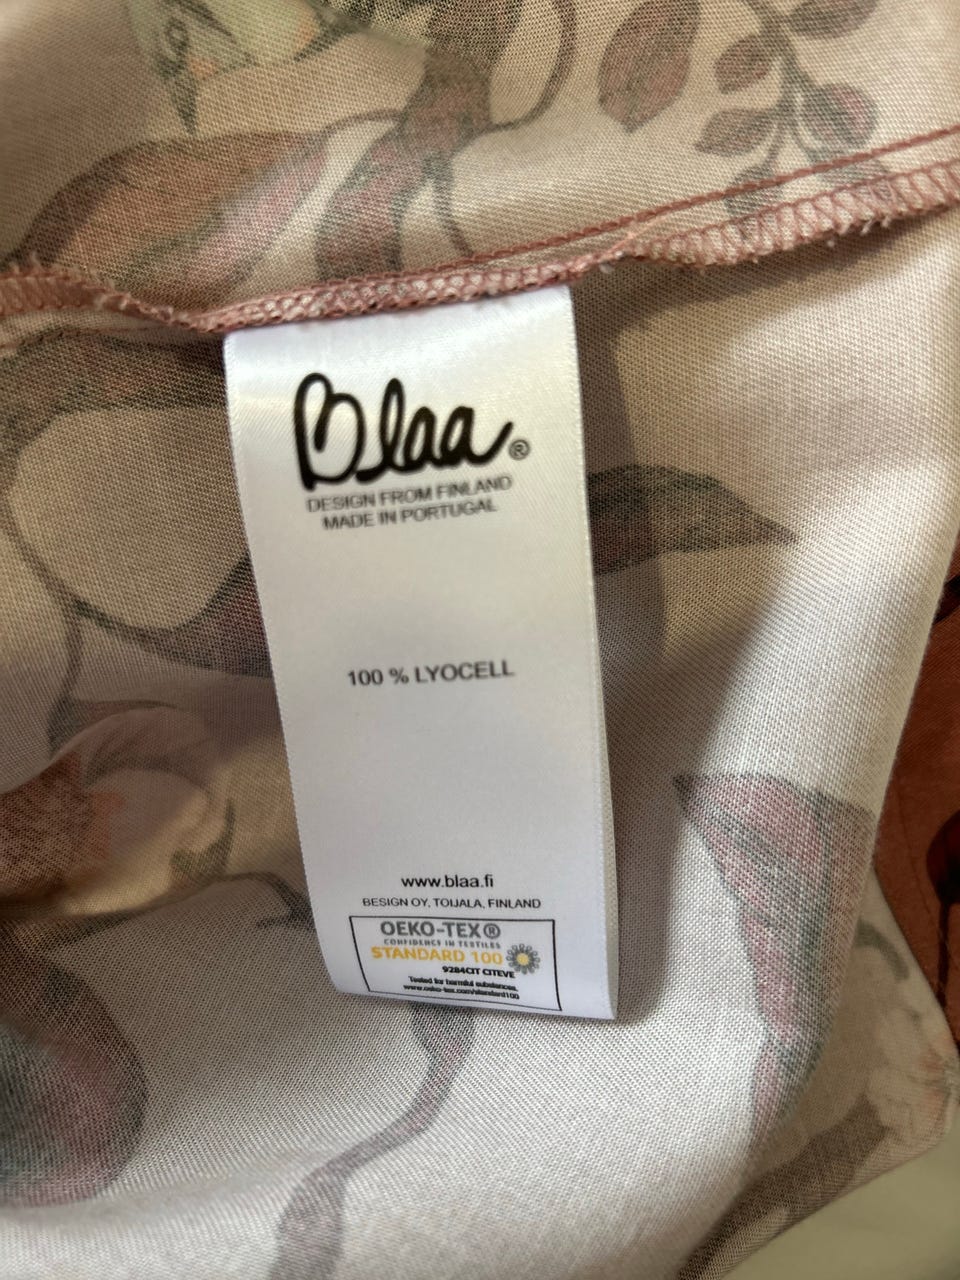 Blaa®
DESIGN FROM FINLAND
MADE IN PORTUGAL
100 % LYOCELL
www.blaa.fi
BESIGN OY, TOIJALA, FINLAND
OEKO-TEX®
CONFIDENCE IN TEXTILES
STANDARD 100
9284CIT CITEVE
Tested for harmful substances.
www.oeko-tex.com/standard100